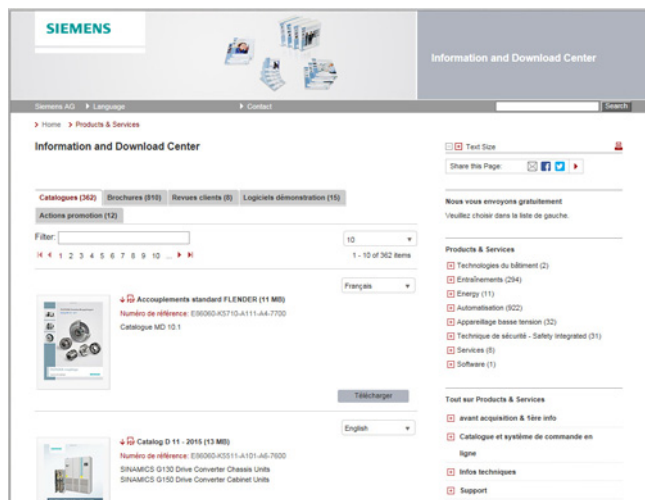 SIEMENS
Information and Download Center
Siemens AG
Language
Contact
Search
Home
Products & Services
Information and Download Center
Text Size
Share this Page:
Catalogues (362)
Brochures (810)
Revues clients (8)
Logiciels démonstration (15)
Actions promotion (12)
Nous vous envoyons gratuitement
Veuillez choisir dans la liste de gauche.
Filter:
10
1 2 3 4 5 6 7 8 9 10 ...
1 - 10 of 362 items
Français
Accouplements standard FLENDER (11 MB)
Numéro de référence: E86060-K5710-A111-A4-7700
Catalogue MD 10.1
Télécharger
English
Catalog D 11 - 2015 (13 MB)
Numéro de référence: E86060-K5511-A101-A6-7600
SINAMICS G130 Drive Converter Chassis Units
SINAMICS G150 Drive Converter Cabinet Units
Products & Services
Technologies du bâtiment (2)
Entraînements (294)
Energy (11)
Automatisation (922)
Appareillage basse tension (32)
Technique de sécurité - Safety Integrated (31)
Services (5)
Software (1)
Tout sur Products & Services
avant acquisition & 1ère info
Catalogue et système de commande en
ligne
Infos techniques
Support